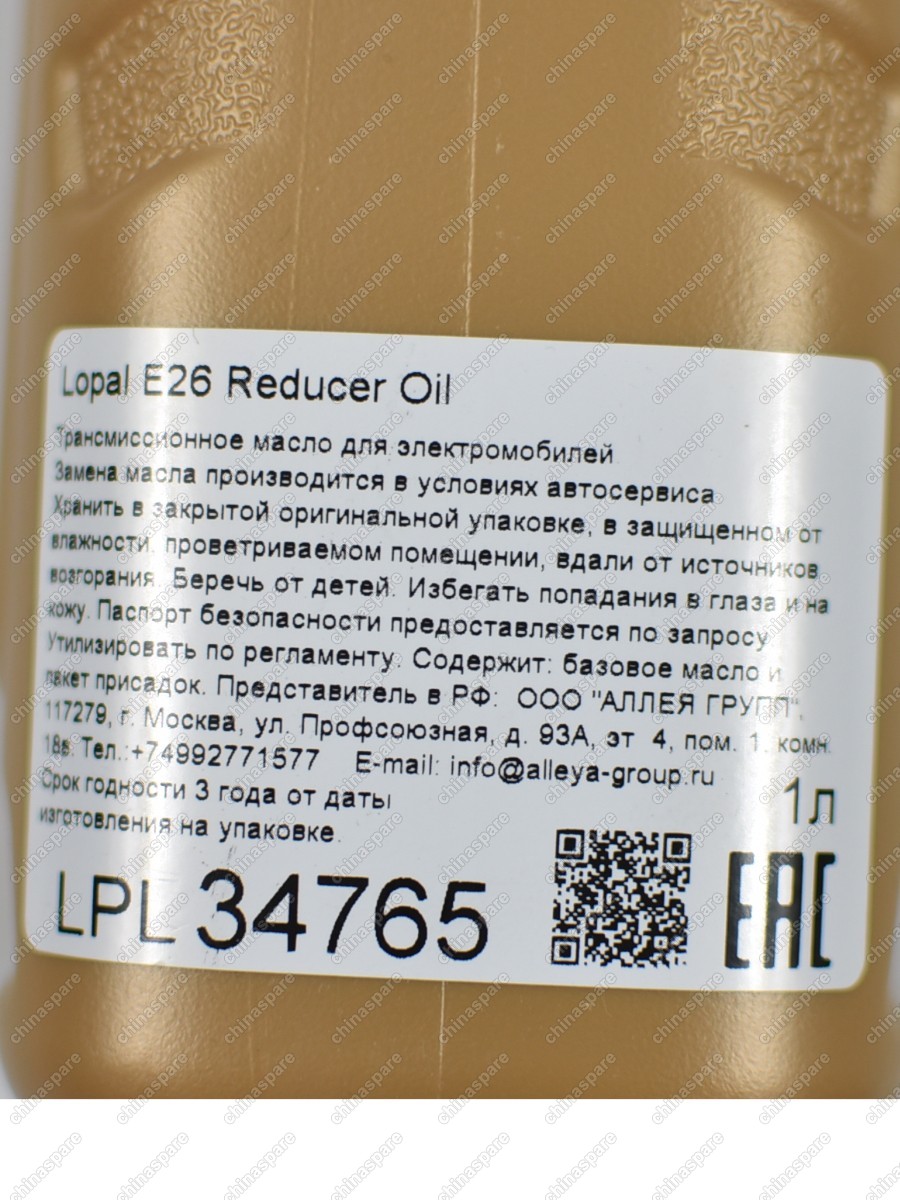 Lopal E26 Reducer Oil
Трансмиссионное масло для электромобилей
Замена масла производится в условиях автосервиса
Хранить в закрытой оригинальной упаковке, в защищенном от
влажности, проветриваемом помещении, вдали от источников
возгорания. Беречь от детей. Избегать попадания в глаза и на
кожу. Паспорт безопасности предоставляется по запросу.
Утилизировать по регламенту. Содержит: базовое масло и
пакет присадок. Представитель в РФ: ООО "АЛЛЕЯ ГРУПП",
117279, г. Москва, ул. Профсоюзная, д. 93А, эт 4, пом. 1, комн.
18в. Тел.:+74992771577 E-mail: info@alleya-group.ru
Срок годности 3 года от даты
изготовления на упаковке.
1л
LPL 34765
EAC
chinaspare